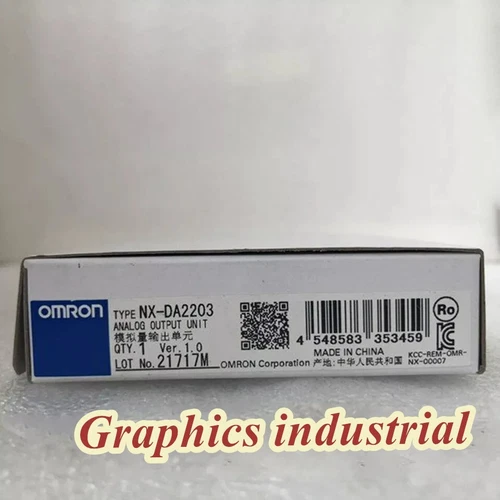 OMRON
TYPE NX-DA2203
ANALOG OUTPUT UNIT
模拟量输出单元
QTY. 1 Ver.1.0
LOT No. 21717M
OMRON Corporation
4 548583 353459
MADE IN CHINA
产地:中华人民共和国
Ro
KCC-REM-OMR-
NX-00007
Graphics industrial